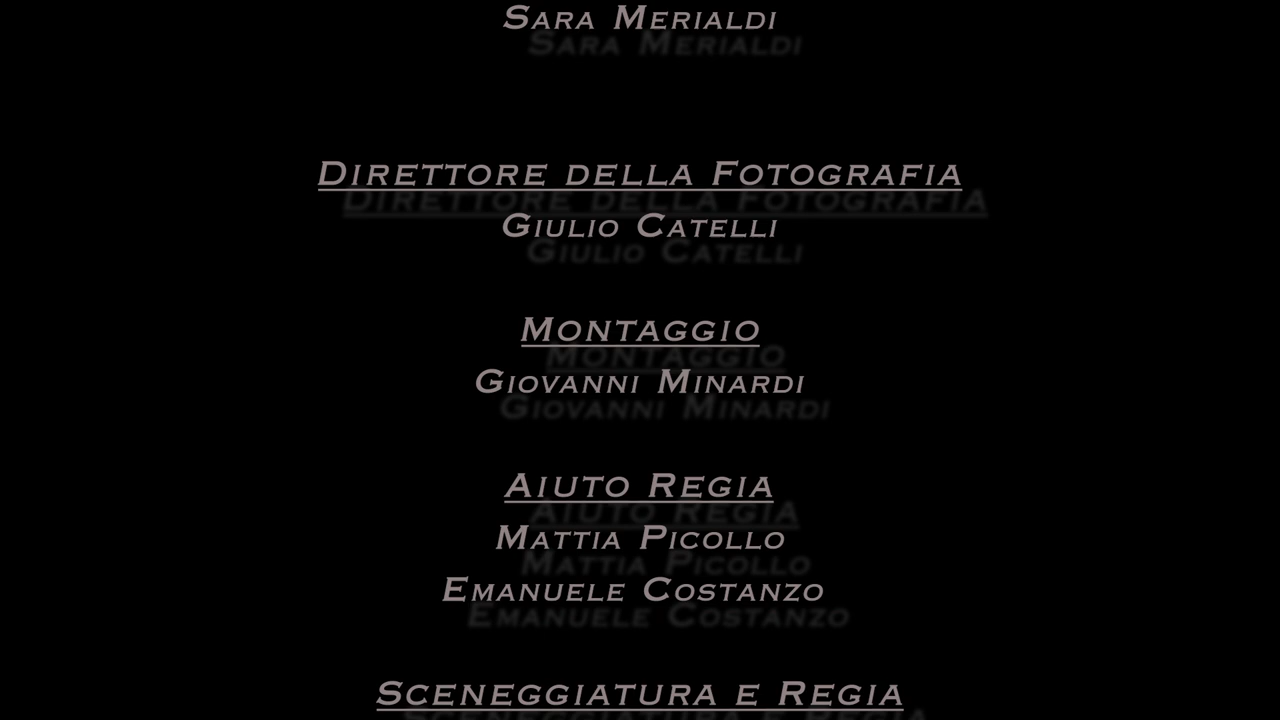 Sara Merialdi
Direttore della Fotografia
Giulio Catelli
Montaggio
Giovanni Minardi
Aiuto Regia
Mattia Picollo
Emanuele Costanzo
Sceneggiatura e Regia